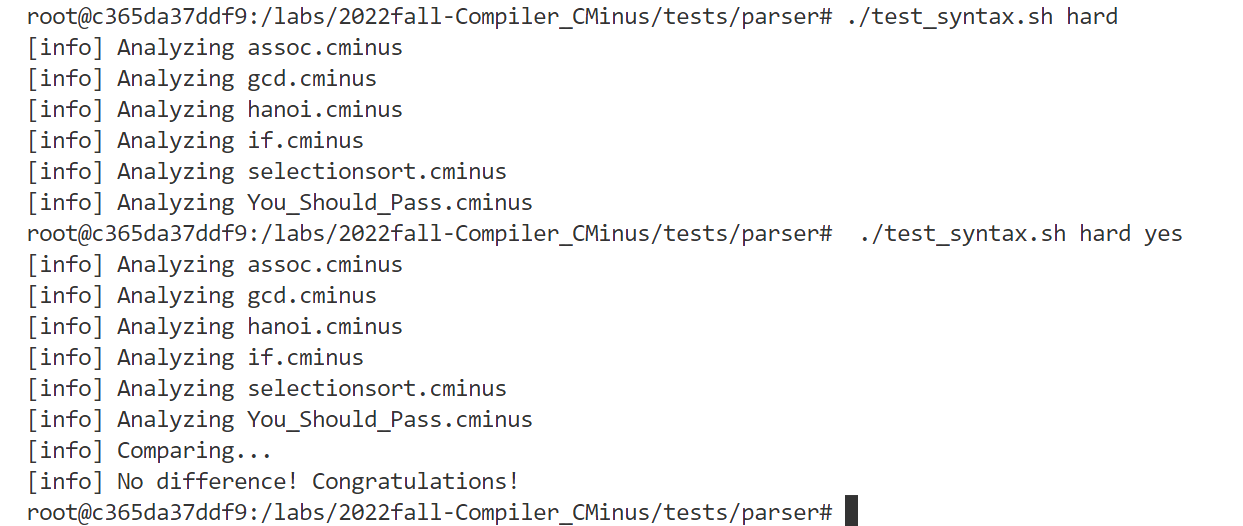 root@c365da37ddf9:/labs/2022fall-Compiler_CMinus/tests/parser# ./test_syntax.sh hard
[info] Analyzing assoc.cminus
[info] Analyzing gcd.cminus
[info] Analyzing hanoi.cminus
[info] Analyzing if.cminus
[info] Analyzing selectionsort.cminus
[info] Analyzing You_Should_Pass.cminus
root@c365da37ddf9:/labs/2022fall-Compiler_CMinus/tests/parser#  ./test_syntax.sh hard yes
[info] Analyzing assoc.cminus
[info] Analyzing gcd.cminus
[info] Analyzing hanoi.cminus
[info] Analyzing if.cminus
[info] Analyzing selectionsort.cminus
[info] Analyzing You_Should_Pass.cminus
[info] Comparing...
[info] No difference! Congratulations!
root@c365da37ddf9:/labs/2022fall-Compiler_CMinus/tests/parser#